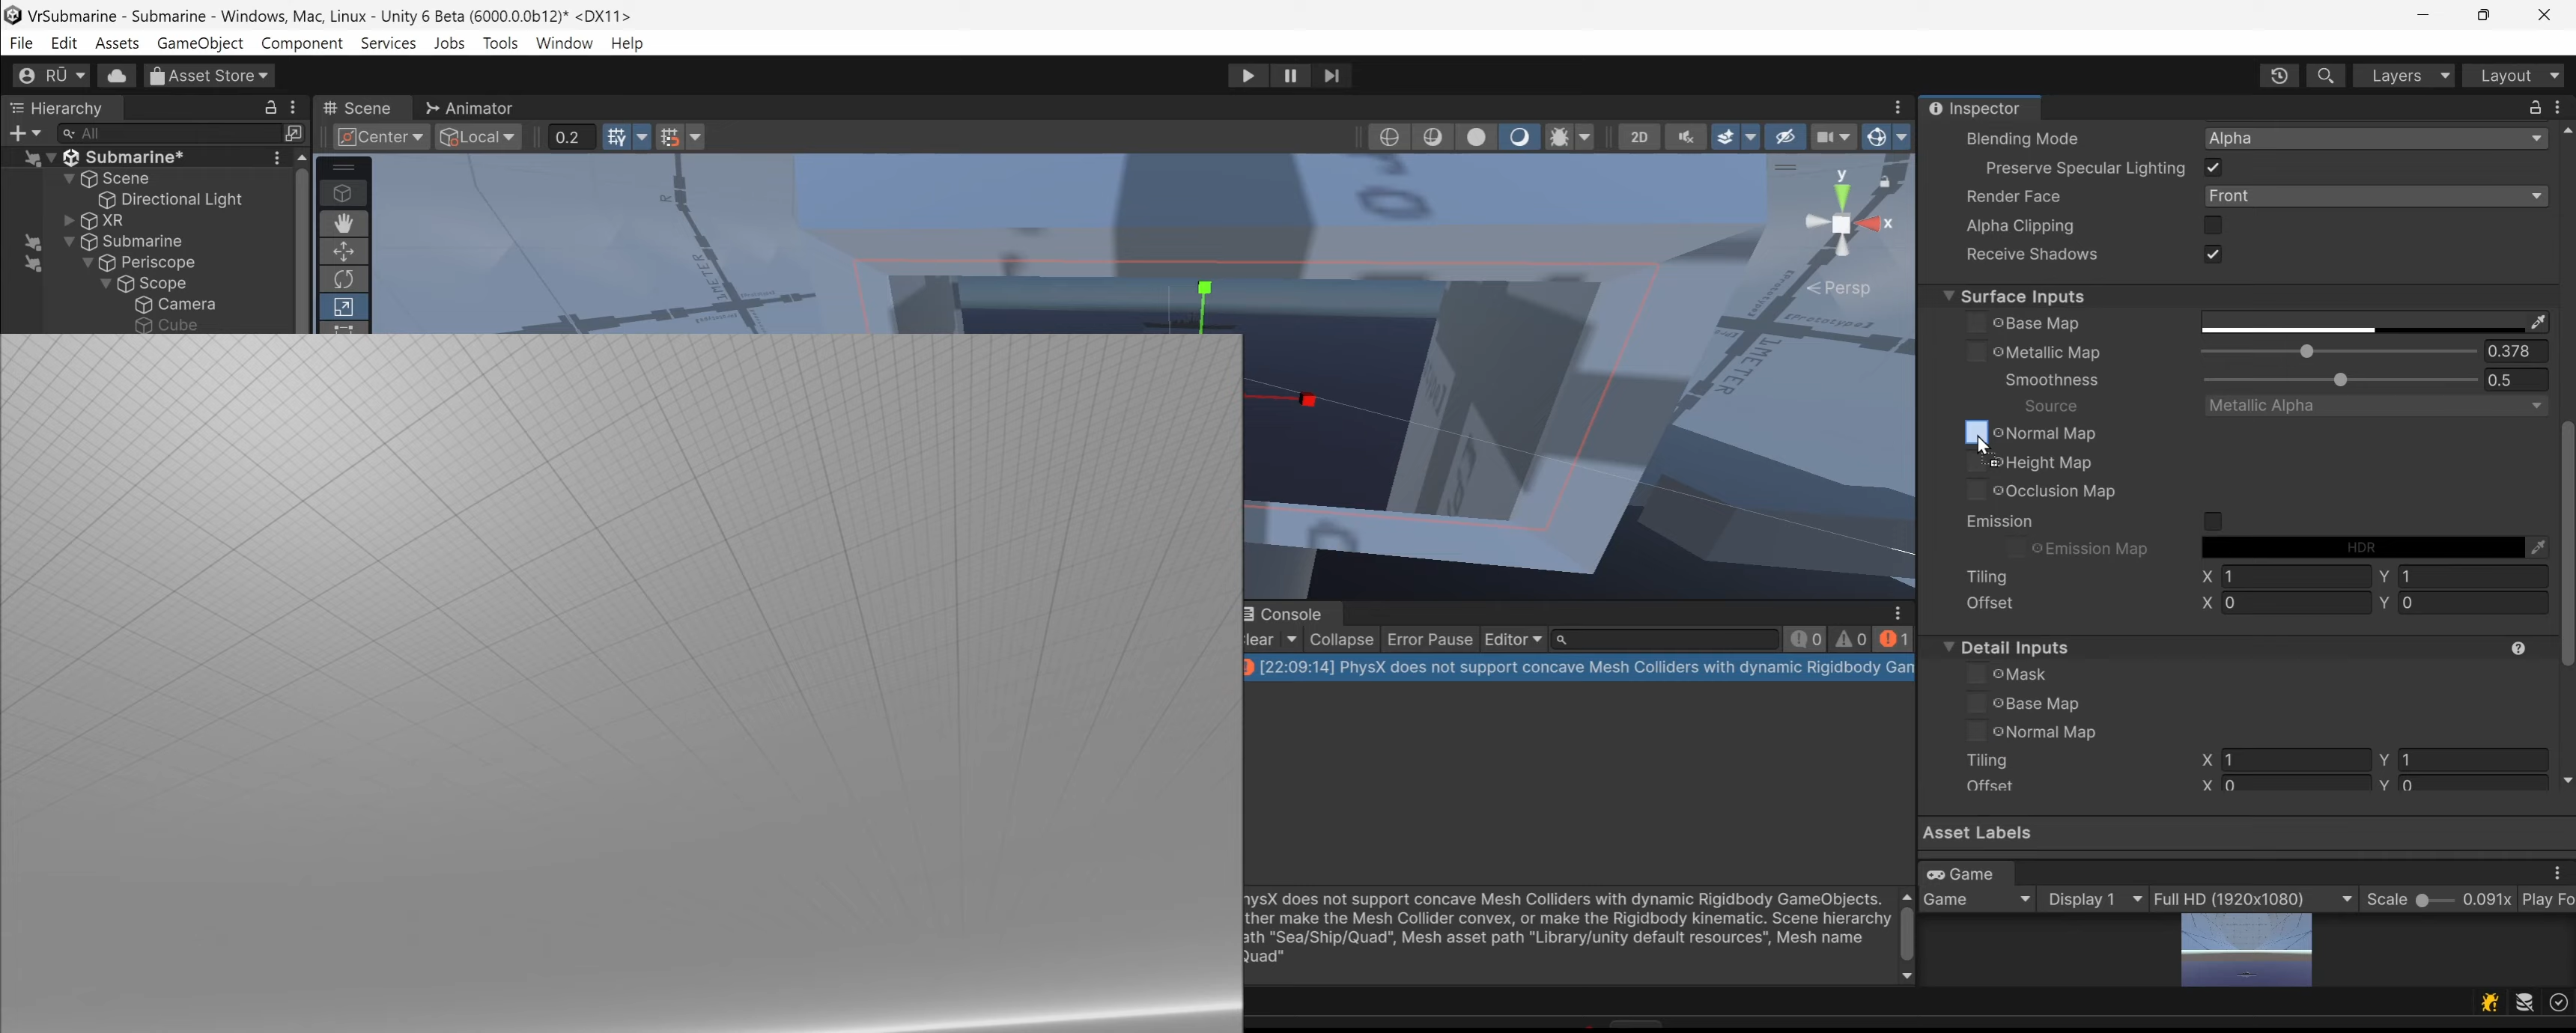 VrSubmarine - Submarine - Windows, Mac, Linux - Unity 6 Beta (6000.0.0b12)* <DX11>
File Edit Assets GameObject Component Services Jobs Tools Window Help
RŪ Asset Store Layers Layout
Hierarchy
All
Submarine*
Scene
Directional Light
XR
Submarine
Periscope
Scope
Camera
Cube
Scene Animator
Center Local 0.2 2D
y
x
Persp
1METER
1METER
EPrototype1
Console
lear Collapse Error Pause Editor 0 0 1
[22:09:14] PhysX does not support concave Mesh Colliders with dynamic Rigidbody Gam
hysX does not support concave Mesh Colliders with dynamic Rigidbody GameObjects.
ther make the Mesh Collider convex, or make the Rigidbody kinematic. Scene hierarchy
ath "Sea/Ship/Quad", Mesh asset path "Library/unity default resources", Mesh name
Quad"
Inspector
Blending Mode Alpha
Preserve Specular Lighting
Render Face Front
Alpha Clipping
Receive Shadows
Surface Inputs
Base Map
Metallic Map 0.378
Smoothness 0.5
Source Metallic Alpha
Normal Map
Height Map
Occlusion Map
Emission
Emission Map HDR
Tiling X 1 Y 1
Offset X 0 Y 0
Detail Inputs
Mask
Base Map
Normal Map
Tiling X 1 Y 1
Offset X 0 Y 0
Asset Labels
Game
Game Display 1 Full HD (1920x1080) Scale 0.091x Play Fo